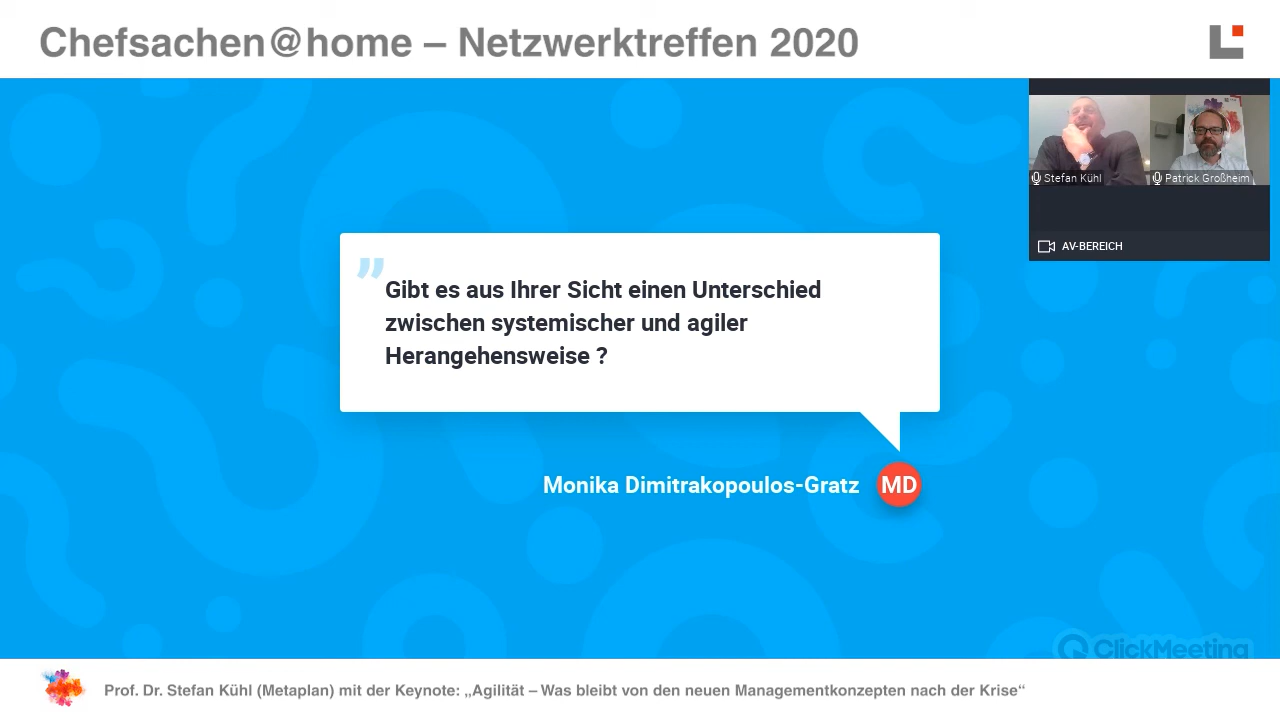 Chefsachen@home – Netzwerktreffen 2020
Stefan Kühl
Patrick Großheim
AV-BEREICH
Gibt es aus Ihrer Sicht einen Unterschied
zwischen systemischer und agiler
Herangehensweise ?
Monika Dimitrakopoulos-Gratz
MD
ClickMeeting
Prof. Dr. Stefan Kühl (Metaplan) mit der Keynote: „Agilität – Was bleibt von den neuen Managementkonzepten nach der Krise“